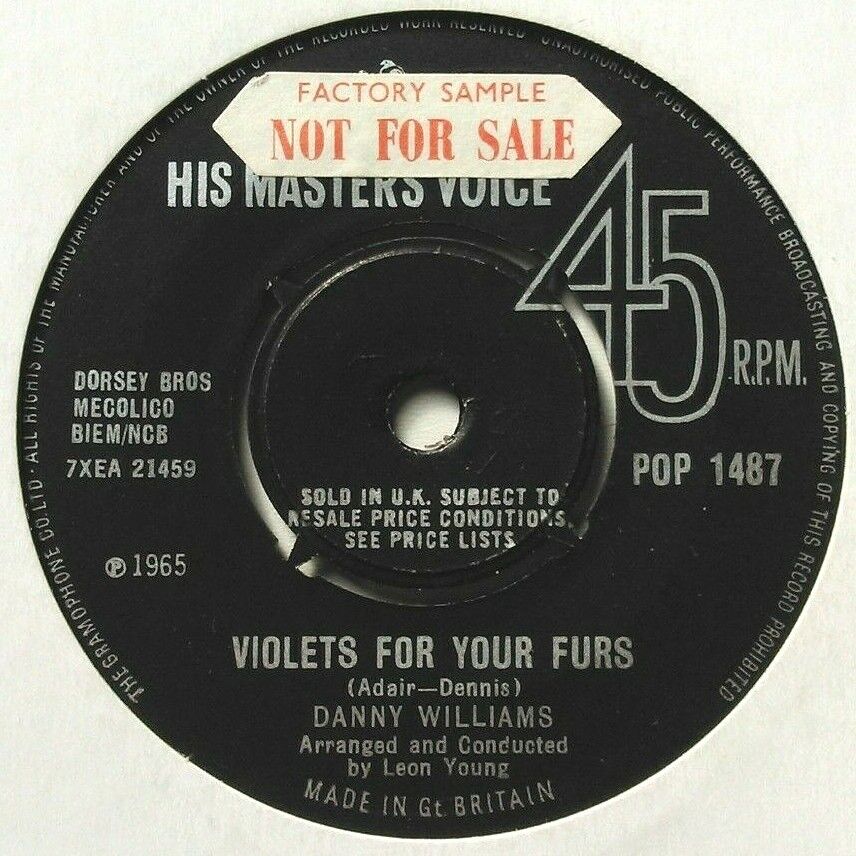 FACTORY SAMPLE
NOT FOR SALE
HIS MASTERS VOICE
45
R.P.M.
DORSEY BROS
MECOLICO
BIEM/NCB
7XEA 21459
POP 1487
SOLD IN U.K. SUBJECT TO
RESALE PRICE CONDITIONS,
SEE PRICE LISTS
℗ 1965
VIOLETS FOR YOUR FURS
(Adair—Dennis)
DANNY WILLIAMS
Arranged and Conducted
by Leon Young
MADE IN Gt. BRITAIN
THE GRAMOPHONE CO. LTD · ALL RIGHTS OF THE MANUFACTURER AND OF THE OWNER OF THE RECORDED WORK RESERVED · UNAUTHORISED PUBLIC PERFORMANCE BROADCASTING AND COPYING OF THIS RECORD PROHIBITED